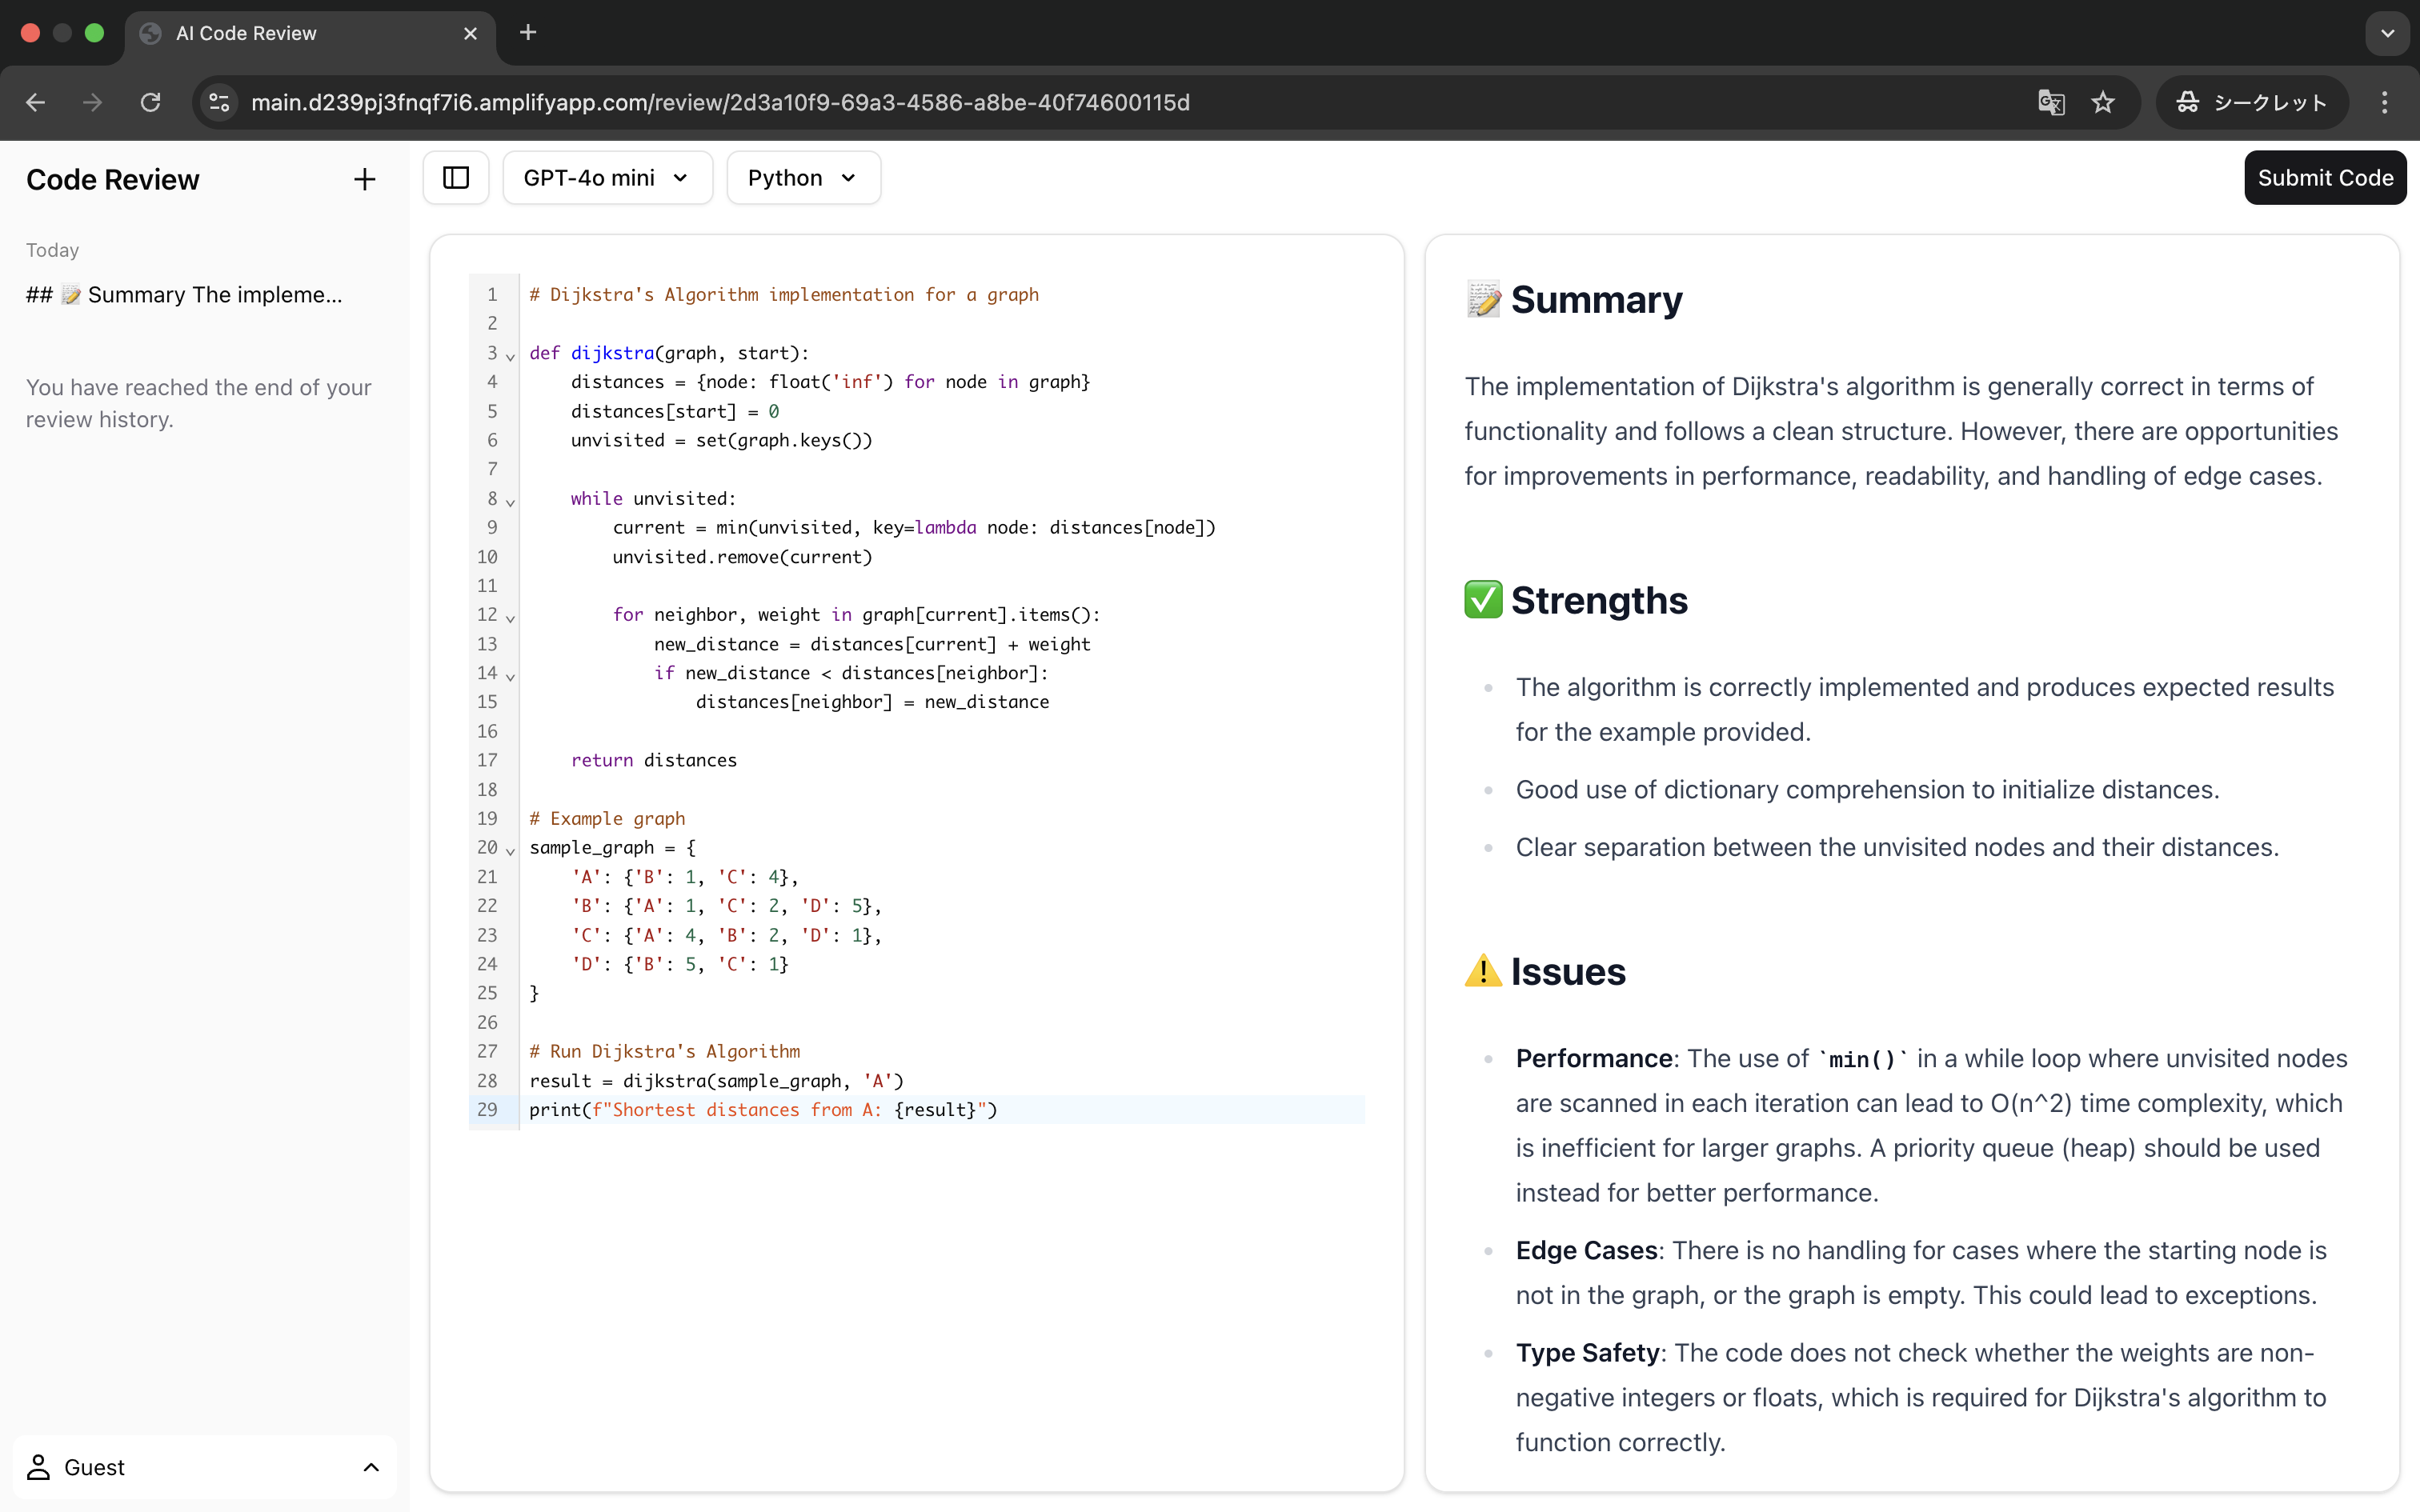 AI Code Review
main.d239pj3fnqf7i6.amplifyapp.com/review/2d3a10f9-69a3-4586-a8be-40f74600115d
シークレット
Code Review
GPT-4o mini
Python
Submit Code
Today
## 📝 Summary The impleme...
You have reached the end of your
review history.
Guest
1 # Dijkstra's Algorithm implementation for a graph
2
3 def dijkstra(graph, start):
4     distances = {node: float('inf') for node in graph}
5     distances[start] = 0
6     unvisited = set(graph.keys())
7
8     while unvisited:
9         current = min(unvisited, key=lambda node: distances[node])
10         unvisited.remove(current)
11
12         for neighbor, weight in graph[current].items():
13             new_distance = distances[current] + weight
14             if new_distance < distances[neighbor]:
15                 distances[neighbor] = new_distance
16
17     return distances
18
19 # Example graph
20 sample_graph = {
21     'A': {'B': 1, 'C': 4},
22     'B': {'A': 1, 'C': 2, 'D': 5},
23     'C': {'A': 4, 'B': 2, 'D': 1},
24     'D': {'B': 5, 'C': 1}
25 }
26
27 # Run Dijkstra's Algorithm
28 result = dijkstra(sample_graph, 'A')
29 print(f"Shortest distances from A: {result}")
📝 Summary
The implementation of Dijkstra's algorithm is generally correct in terms of
functionality and follows a clean structure. However, there are opportunities
for improvements in performance, readability, and handling of edge cases.
✅ Strengths
The algorithm is correctly implemented and produces expected results
for the example provided.
Good use of dictionary comprehension to initialize distances.
Clear separation between the unvisited nodes and their distances.
⚠️ Issues
Performance: The use of `min()` in a while loop where unvisited nodes
are scanned in each iteration can lead to O(n^2) time complexity, which
is inefficient for larger graphs. A priority queue (heap) should be used
instead for better performance.
Edge Cases: There is no handling for cases where the starting node is
not in the graph, or the graph is empty. This could lead to exceptions.
Type Safety: The code does not check whether the weights are non-
negative integers or floats, which is required for Dijkstra's algorithm to
function correctly.